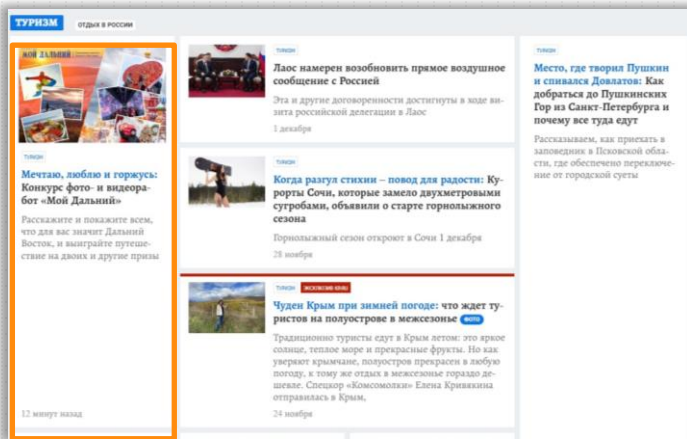 ТУРИЗМ
ОТДЫХ В РОССИИ
МОЙ ДАЛЬНИЙ
ТУРИЗМ
Мечтаю, люблю и горжусь:
Конкурс фото- и видеора-
бот «Мой Дальний»
Расскажите и покажите всем,
что для вас значит Дальний
Восток, и выиграйте путеше-
ствие на двоих и другие призы
12 минут назад
ТУРИЗМ
Лаос намерен возобновить прямое воздушное
сообщение с Россией
Эта и другие договоренности достигнуты в ходе ви-
зита российской делегации в Лаос
1 декабря
ТУРИЗМ
Когда разгул стихии – повод для радости: Ку-
рорты Сочи, которые замело двухметровыми
сугробами, объявили о старте горнолыжного
сезона
Горнолыжный сезон откроют в Сочи 1 декабря
28 ноября
ТУРИЗМ
ЭКСКЛЮЗИВ KP.RU
Чуден Крым при зимней погоде: что ждет ту-
ристов на полуострове в межсезонье ФОТО
Традиционно туристы едут в Крым летом: это яркое
солнце, теплое море и прекрасные фрукты. Но как
уверяют крымчане, полуостров прекрасен в любую
погоду, к тому же отдых в межсезонье гораздо де-
шевле. Спецкор «Комсомолки» Елена Кривякина
отправилась в Крым,
24 ноября
ТУРИЗМ
Место, где творил Пушкин
и спивался Довлатов: Как
добраться до Пушкинских
Гор из Санкт-Петербурга и
почему все туда едут
Рассказываем, как приехать в
заповедник в Псковской обла-
сти, где обеспечено переключе-
ние от городской суеты